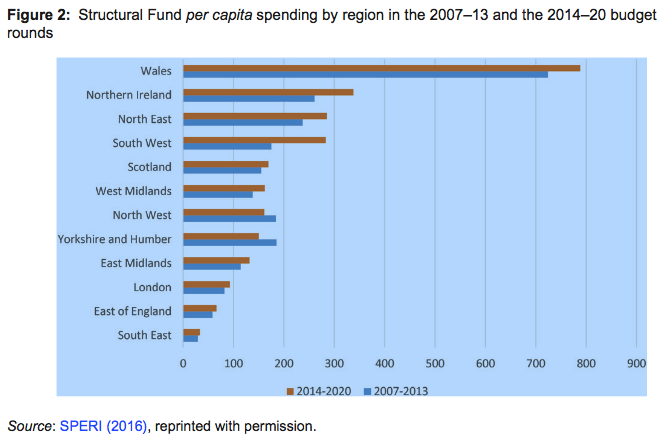 Figure 2: Structural Fund per capita spending by region in the 2007–13 and the 2014–20 budget
rounds
Wales
Northern Ireland
North East
South West
Scotland
West Midlands
North West
Yorkshire and Humber
East Midlands
London
East of England
South East
0 100 200 300 400 500 600 700 800 900
2014-2020 2007-2013
Source: SPERI (2016), reprinted with permission.